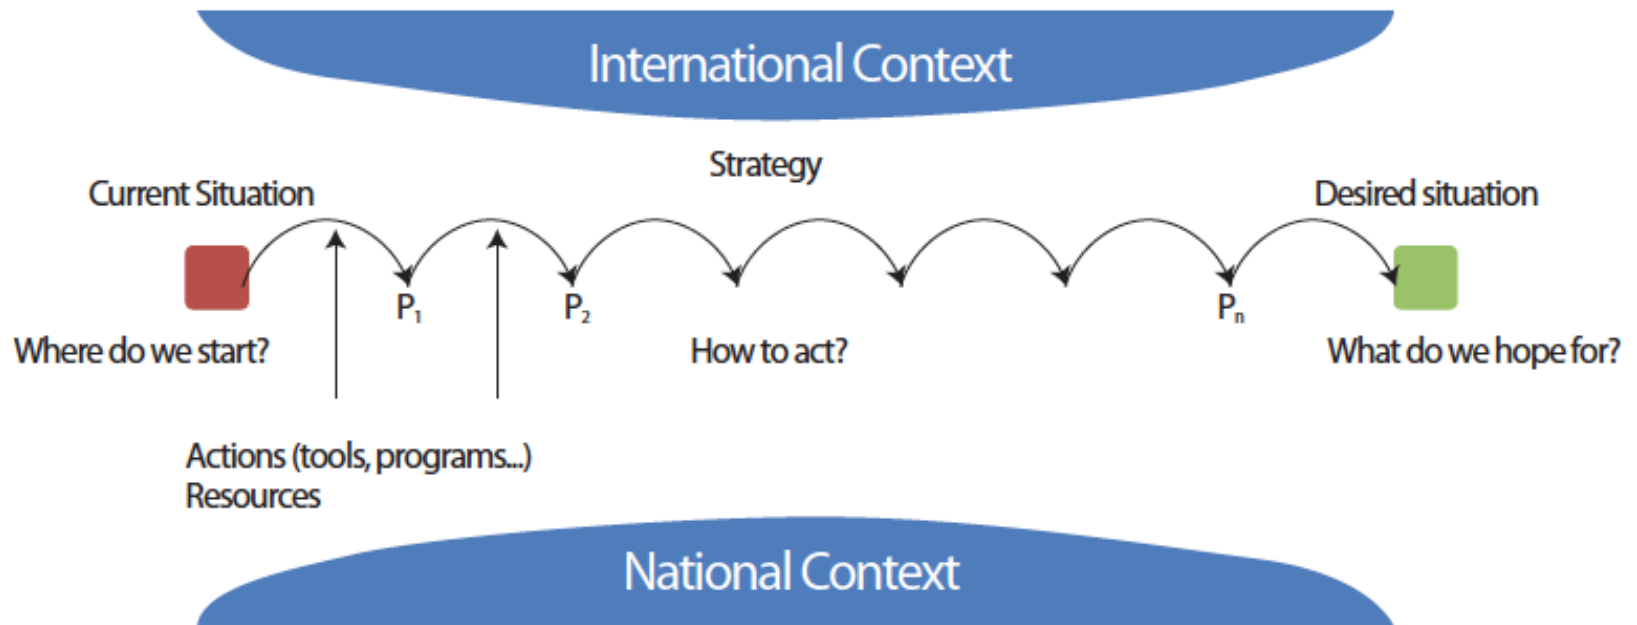 International Context
Strategy
Current Situation
Desired situation
P1
P2
Pn
Where do we start?
How to act?
What do we hope for?
Actions (tools, programs...)
Resources
National Context